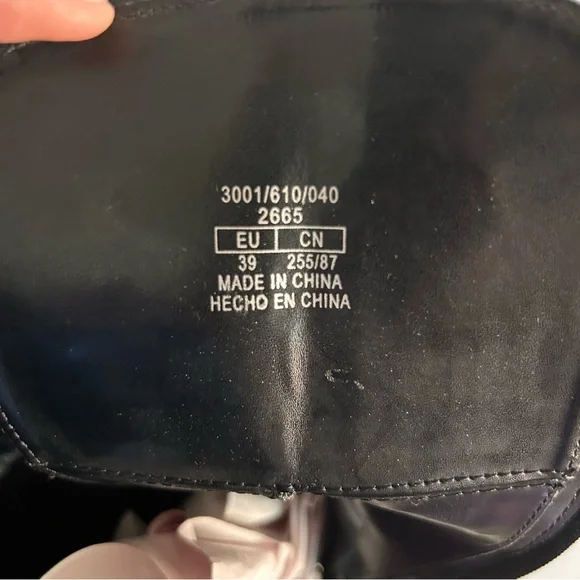 3001/610/040
2665
EU CN
39 255/87
MADE IN CHINA
HECHO EN CHINA